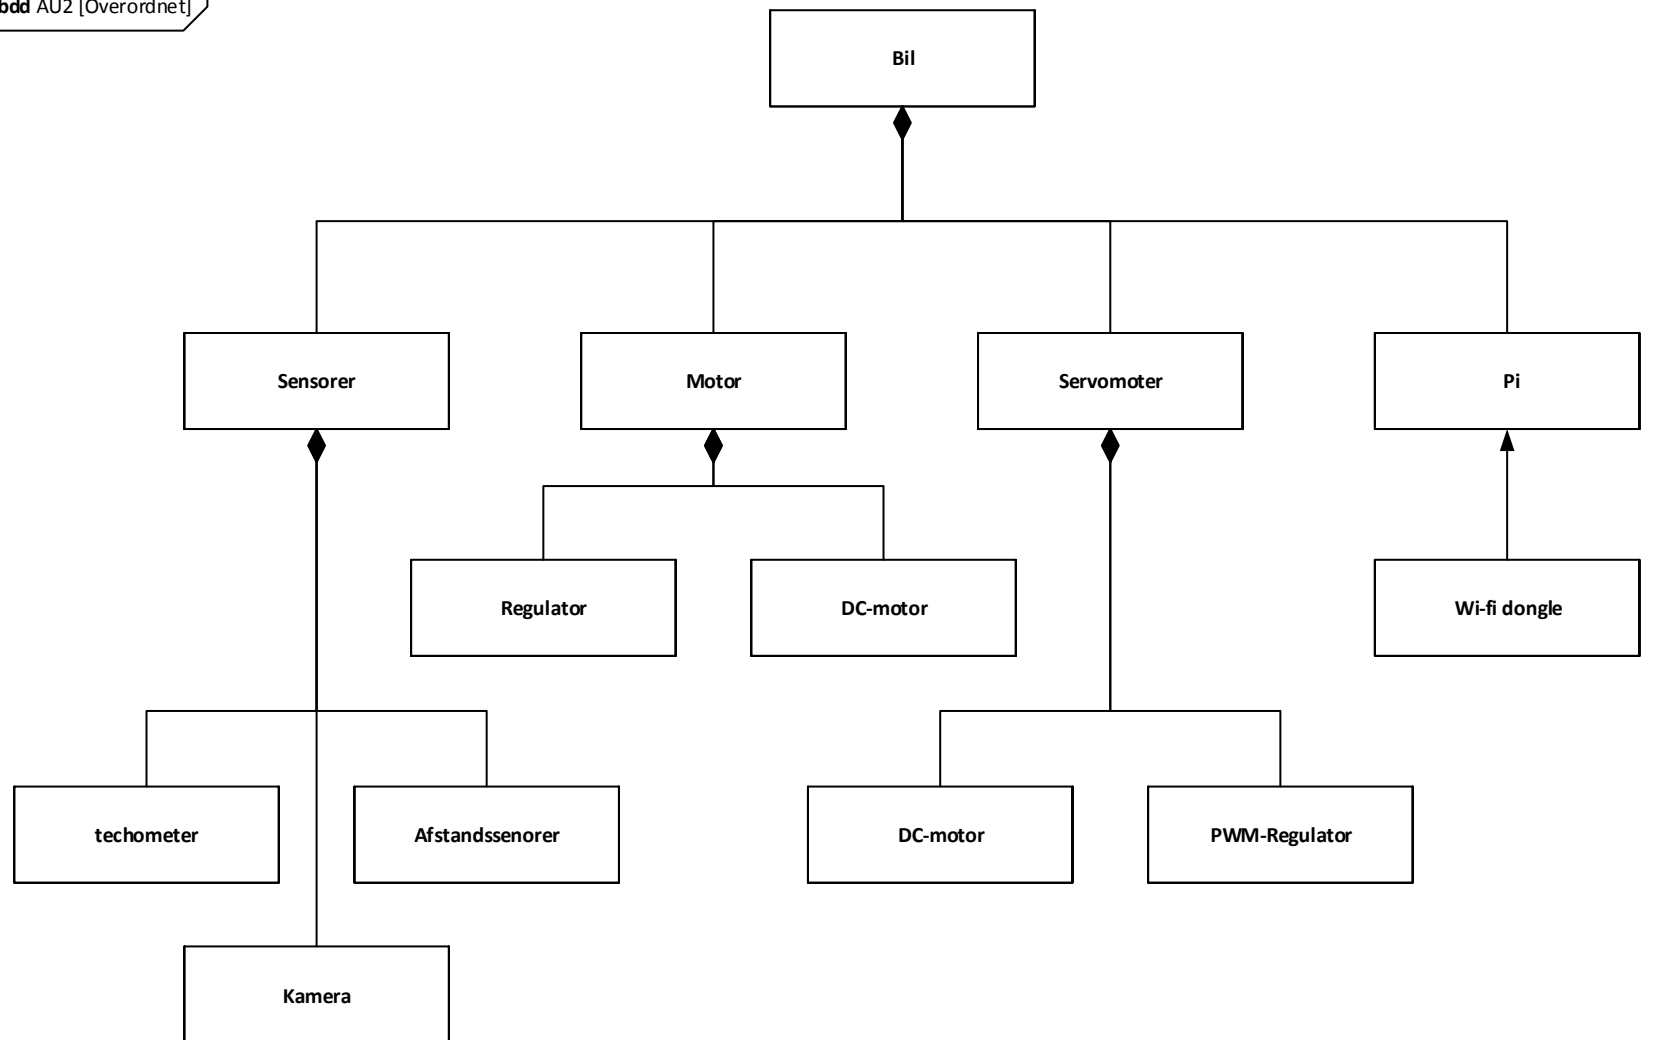 bdd AU2 [Overordnet]
Bil
Sensorer
Motor
Servomoter
Pi
Regulator
DC-motor
Wi-fi dongle
techometer
Afstandssenorer
DC-motor
PWM-Regulator
Kamera